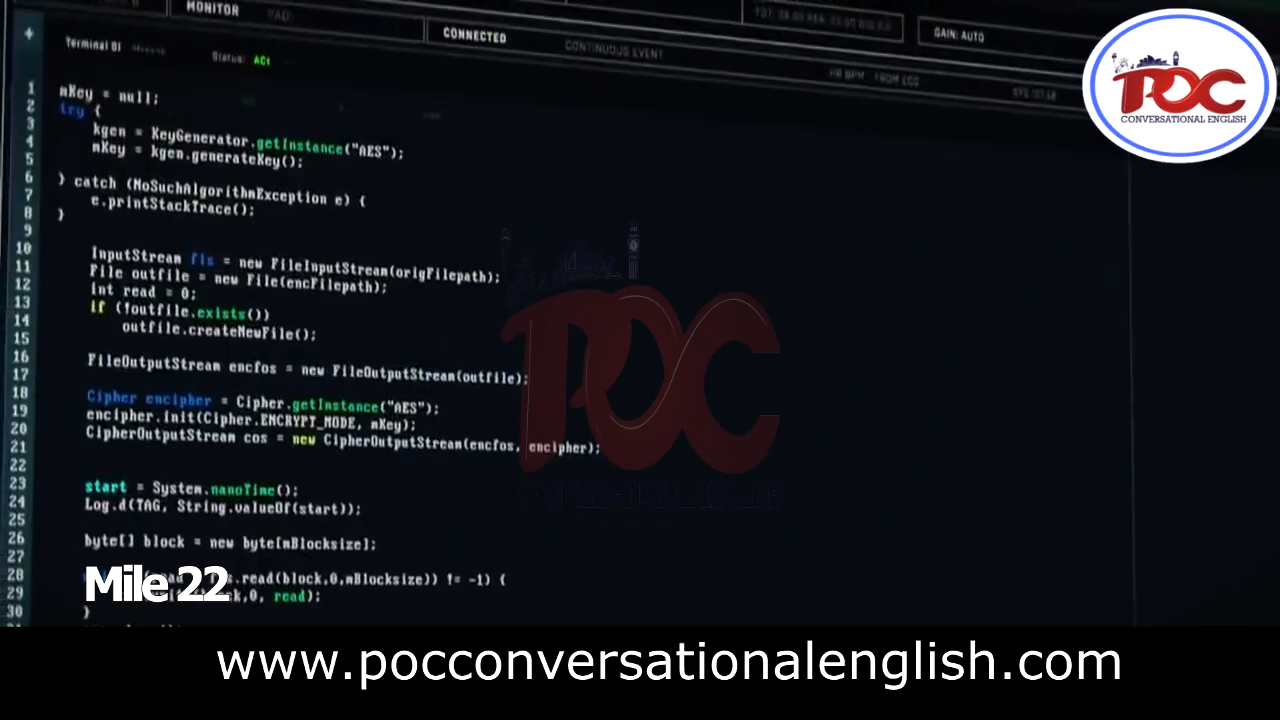 MONITOR PAD
CONNECTED
CONTINUOUS EVENT
GAIN: AUTO
POC
CONVERSATIONAL ENGLISH
Terminal 01
Status: ACt
1 mKey = null;
2 try {
3 kgen = KeyGenerator.getInstance("AES");
4 mKey = kgen.generateKey();
5
6 } catch (NoSuchAlgorithmException e) {
7 e.printStackTrace();
8 }
9
10 InputStream fis = new FileInputStream(origFilepath);
11 File outfile = new File(encFilepath);
12 int read = 0;
13 if (!outfile.exists())
14 outfile.createNewFile();
15
16 FileOutputStream encfos = new FileOutputStream(outfile);
17
18 Cipher encipher = Cipher.getInstance("AES");
19 encipher.init(Cipher.ENCRYPT_MODE, mKey);
20 CipherOutputStream cos = new CipherOutputStream(encfos, encipher);
21
22
23 start = System.nanoTime();
24 Log.d(TAG, String.valueOf(start));
25
26 byte[] block = new byte[mBlocksize];
27
28 .read(block,0,mBlocksize)) != -1) {
29 ,0, read);
30 }
POC
Mile 22
www.pocconversationalenglish.com